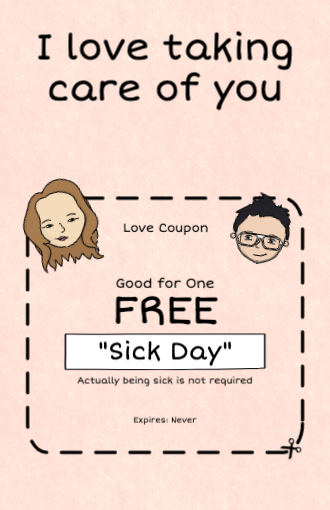 I love taking
care of you
Love Coupon
Good for One
FREE
"Sick Day"
Actually being sick is not required
Expires: Never